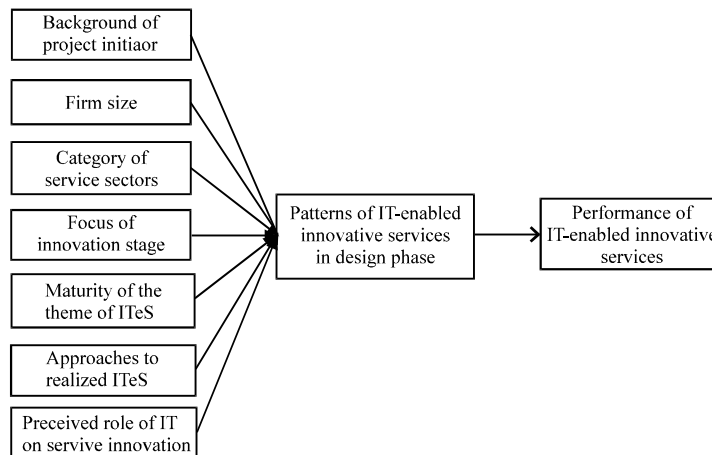 Background of
project initiaor
Firm size
Category of
service sectors
Focus of
innovation stage
Maturity of the
theme of ITeS
Approaches to
realized ITeS
Preceived role of IT
on servive innovation
Patterns of IT-enabled
innovative services
in design phase
Performance of
IT-enabled innovative
services